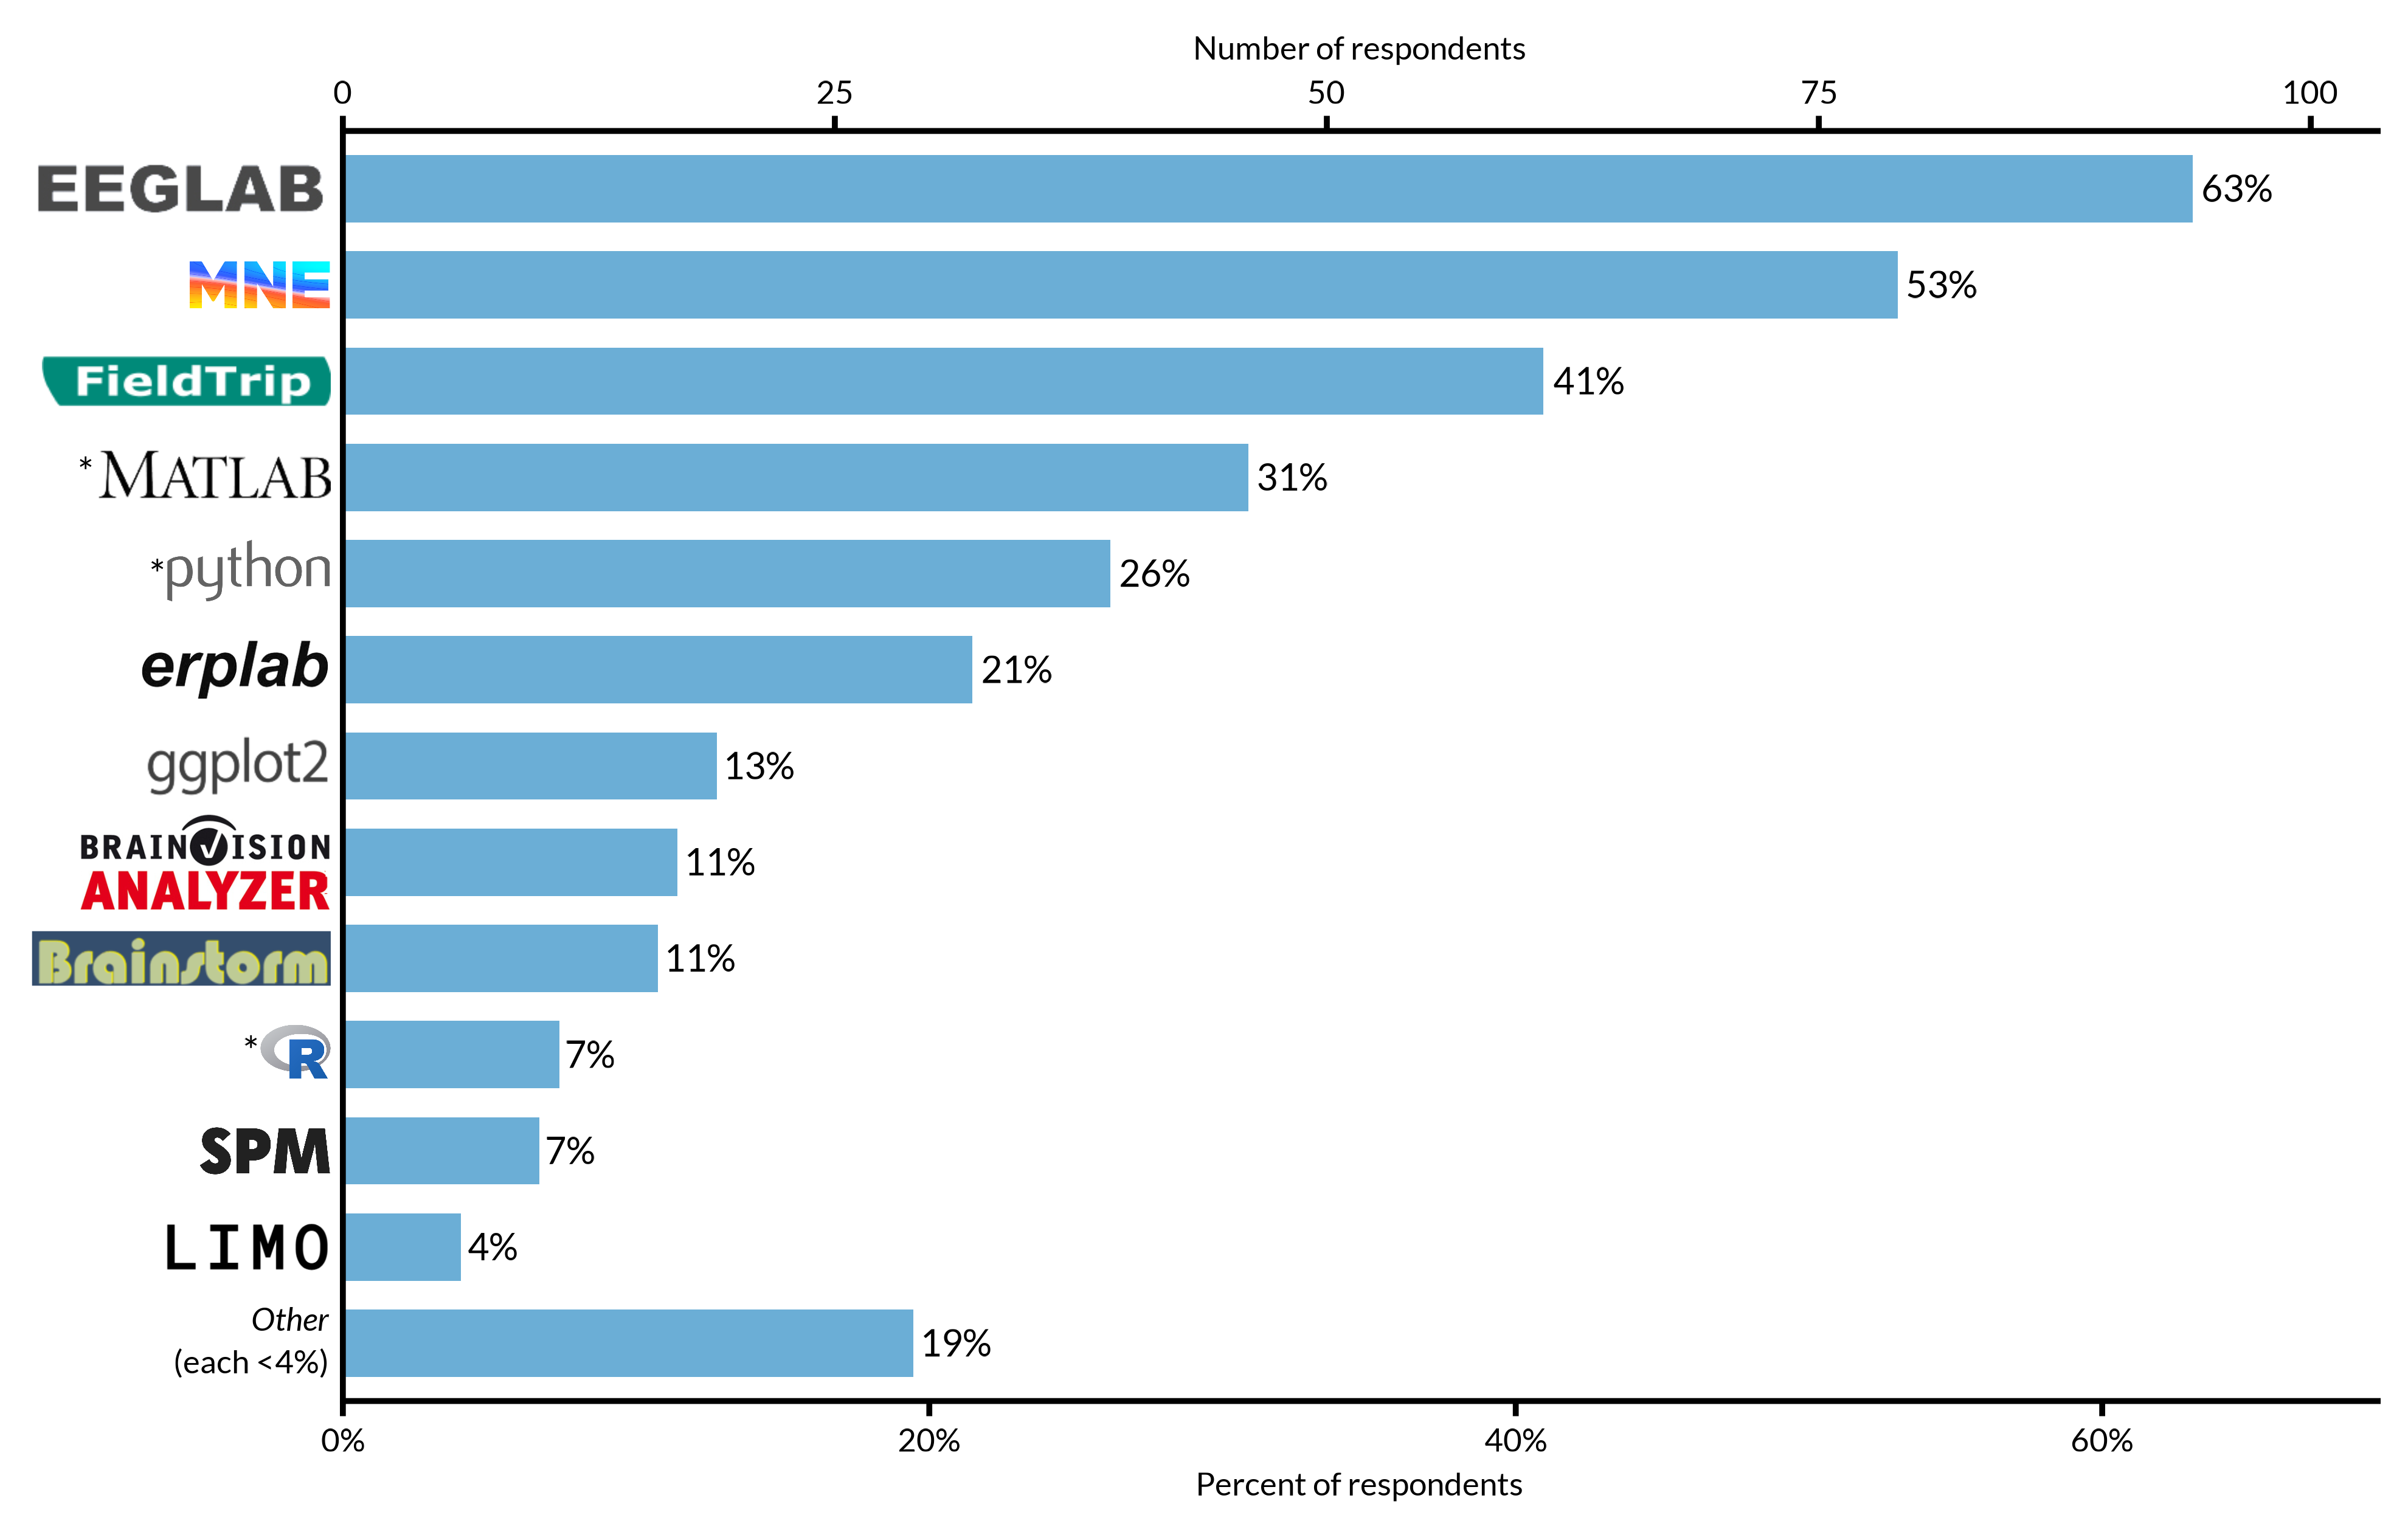 Number of respondents
0 25 50 75 100
EEGLAB 63%
MNE 53%
FieldTrip 41%
*MATLAB 31%
*python 26%
erplab 21%
ggplot2 13%
BRAINVISION
ANALYZER 11%
Brainstorm 11%
*R 7%
SPM 7%
LIMO 4%
Other
(each <4%) 19%
0% 20% 40% 60%
Percent of respondents